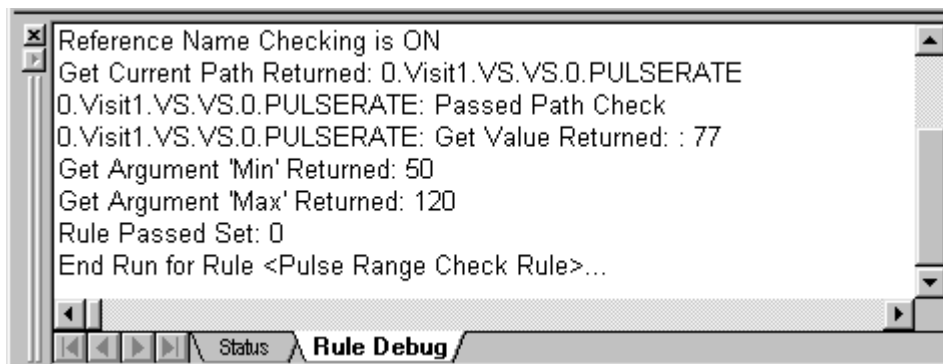 Reference Name Checking is ON
Get Current Path Returned: 0.Visit1.VS.VS.0.PULSERATE
0.Visit1.VS.VS.0.PULSERATE: Passed Path Check
0.Visit1.VS.VS.0.PULSERATE: Get Value Returned: : 77
Get Argument 'Min' Returned: 50
Get Argument 'Max' Returned: 120
Rule Passed Set: 0
End Run for Rule <Pulse Range Check Rule>...
Status Rule Debug